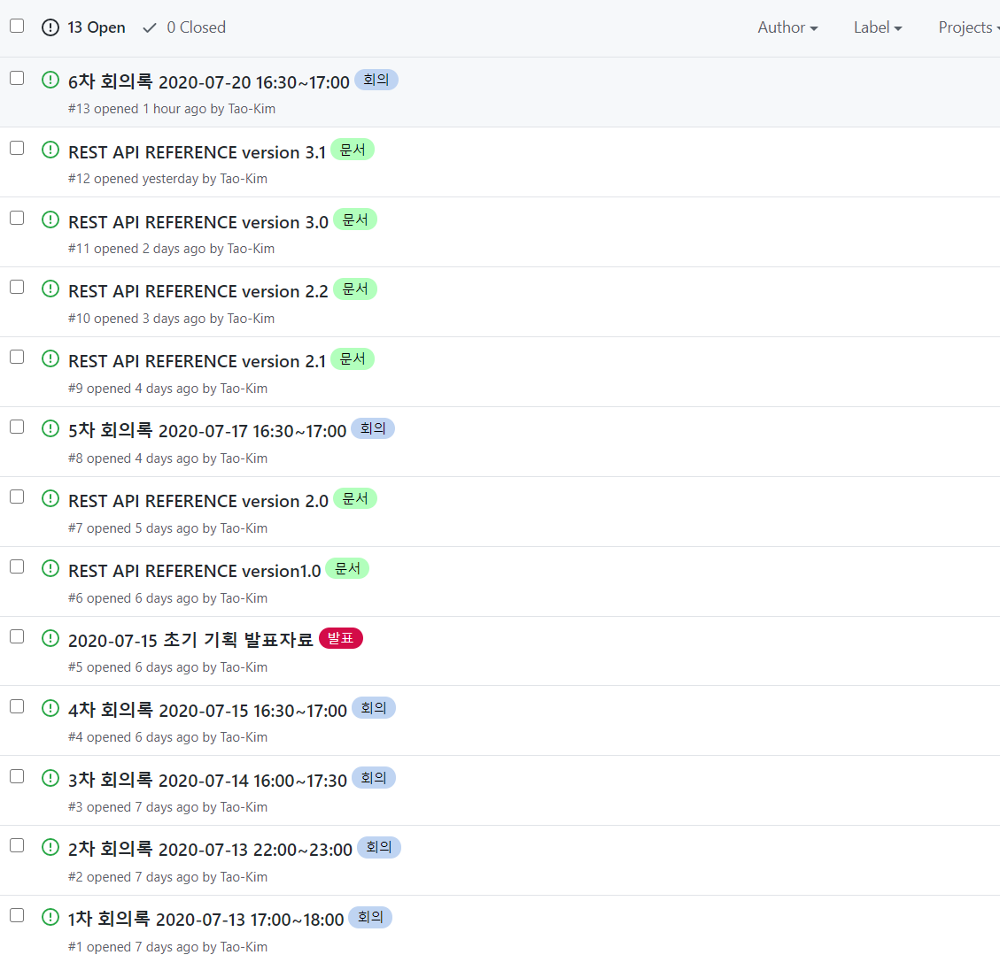 13 Open 0 Closed Author Label Projects
6차 회의록 2020-07-20 16:30~17:00 회의
#13 opened 1 hour ago by Tao-Kim
REST API REFERENCE version 3.1 문서
#12 opened yesterday by Tao-Kim
REST API REFERENCE version 3.0 문서
#11 opened 2 days ago by Tao-Kim
REST API REFERENCE version 2.2 문서
#10 opened 3 days ago by Tao-Kim
REST API REFERENCE version 2.1 문서
#9 opened 4 days ago by Tao-Kim
5차 회의록 2020-07-17 16:30~17:00 회의
#8 opened 4 days ago by Tao-Kim
REST API REFERENCE version 2.0 문서
#7 opened 5 days ago by Tao-Kim
REST API REFERENCE version1.0 문서
#6 opened 6 days ago by Tao-Kim
2020-07-15 초기 기획 발표자료 발표
#5 opened 6 days ago by Tao-Kim
4차 회의록 2020-07-15 16:30~17:00 회의
#4 opened 6 days ago by Tao-Kim
3차 회의록 2020-07-14 16:00~17:30 회의
#3 opened 7 days ago by Tao-Kim
2차 회의록 2020-07-13 22:00~23:00 회의
#2 opened 7 days ago by Tao-Kim
1차 회의록 2020-07-13 17:00~18:00 회의
#1 opened 7 days ago by Tao-Kim